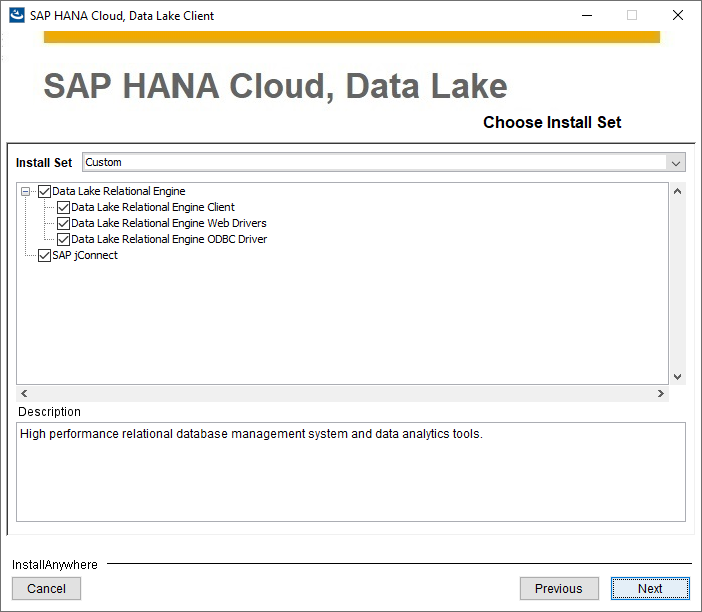 SAP HANA Cloud, Data Lake Client
SAP HANA Cloud, Data Lake
Choose Install Set
Install Set Custom
Data Lake Relational Engine
Data Lake Relational Engine Client
Data Lake Relational Engine Web Drivers
Data Lake Relational Engine ODBC Driver
SAP jConnect
Description
High performance relational database management system and data analytics tools.
InstallAnywhere
Cancel Previous Next